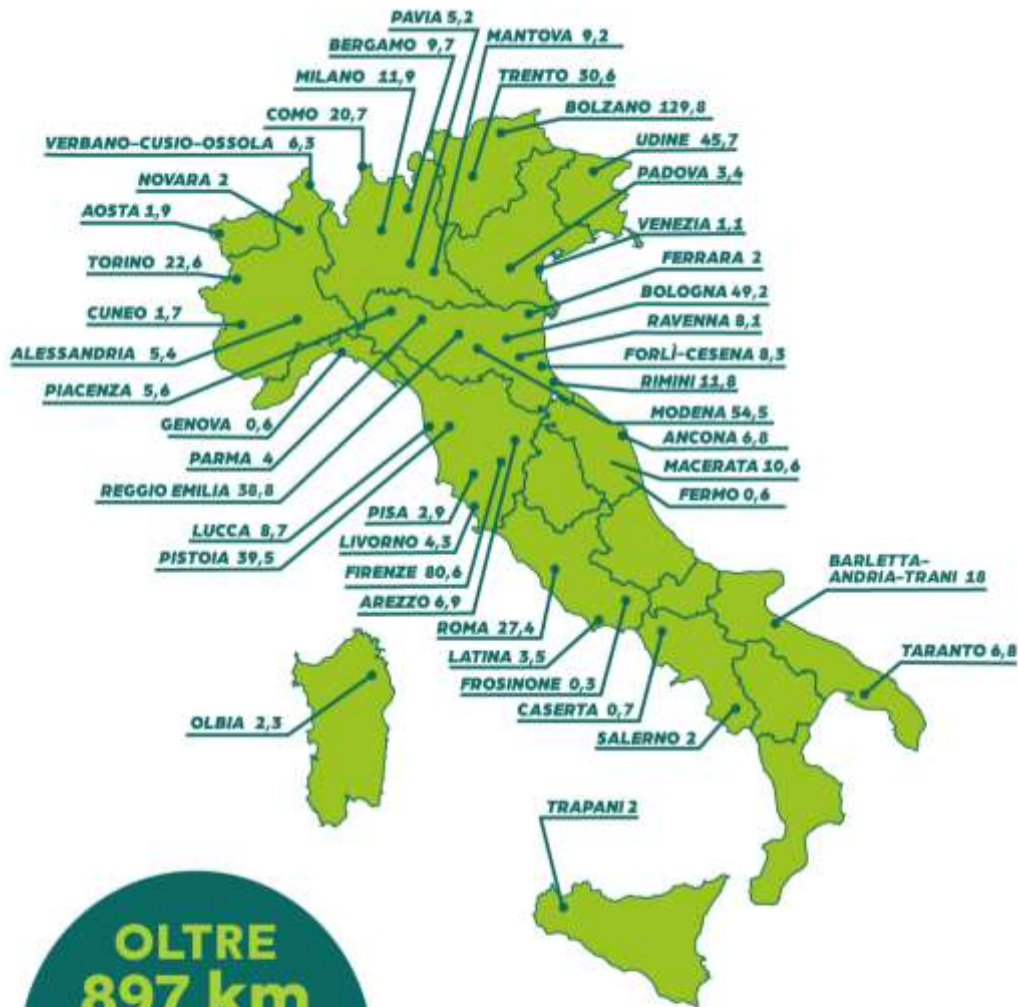 PAVIA 5,2
BERGAMO 9,7
MANTOVA 9,2
MILANO 11,9
TRENTO 30,6
COMO 20,7
BOLZANO 129,8
VERBANO-CUSIO-OSSOLA 6,3
UDINE 45,7
NOVARA 2
PADOVA 3,4
AOSTA 1,9
VENEZIA 1,1
TORINO 22,6
FERRARA 2
BOLOGNA 49,2
CUNEO 1,7
RAVENNA 8,1
ALESSANDRIA 5,4
FORLÌ-CESENA 8,3
PIACENZA 5,6
RIMINI 11,8
GENOVA 0,6
MODENA 54,5
PARMA 4
ANCONA 6,8
REGGIO EMILIA 38,8
MACERATA 10,6
FERMO 0,6
LUCCA 8,7
PISA 2,9
PISTOIA 39,5
LIVORNO 4,3
FIRENZE 80,6
AREZZO 6,9
BARLETTA-
ANDRIA-TRANI 18
ROMA 27,4
LATINA 3,5
TARANTO 6,8
FROSINONE 0,3
CASERTA 0,7
OLBIA 2,3
SALERNO 2
TRAPANI 2
OLTRE
897 km